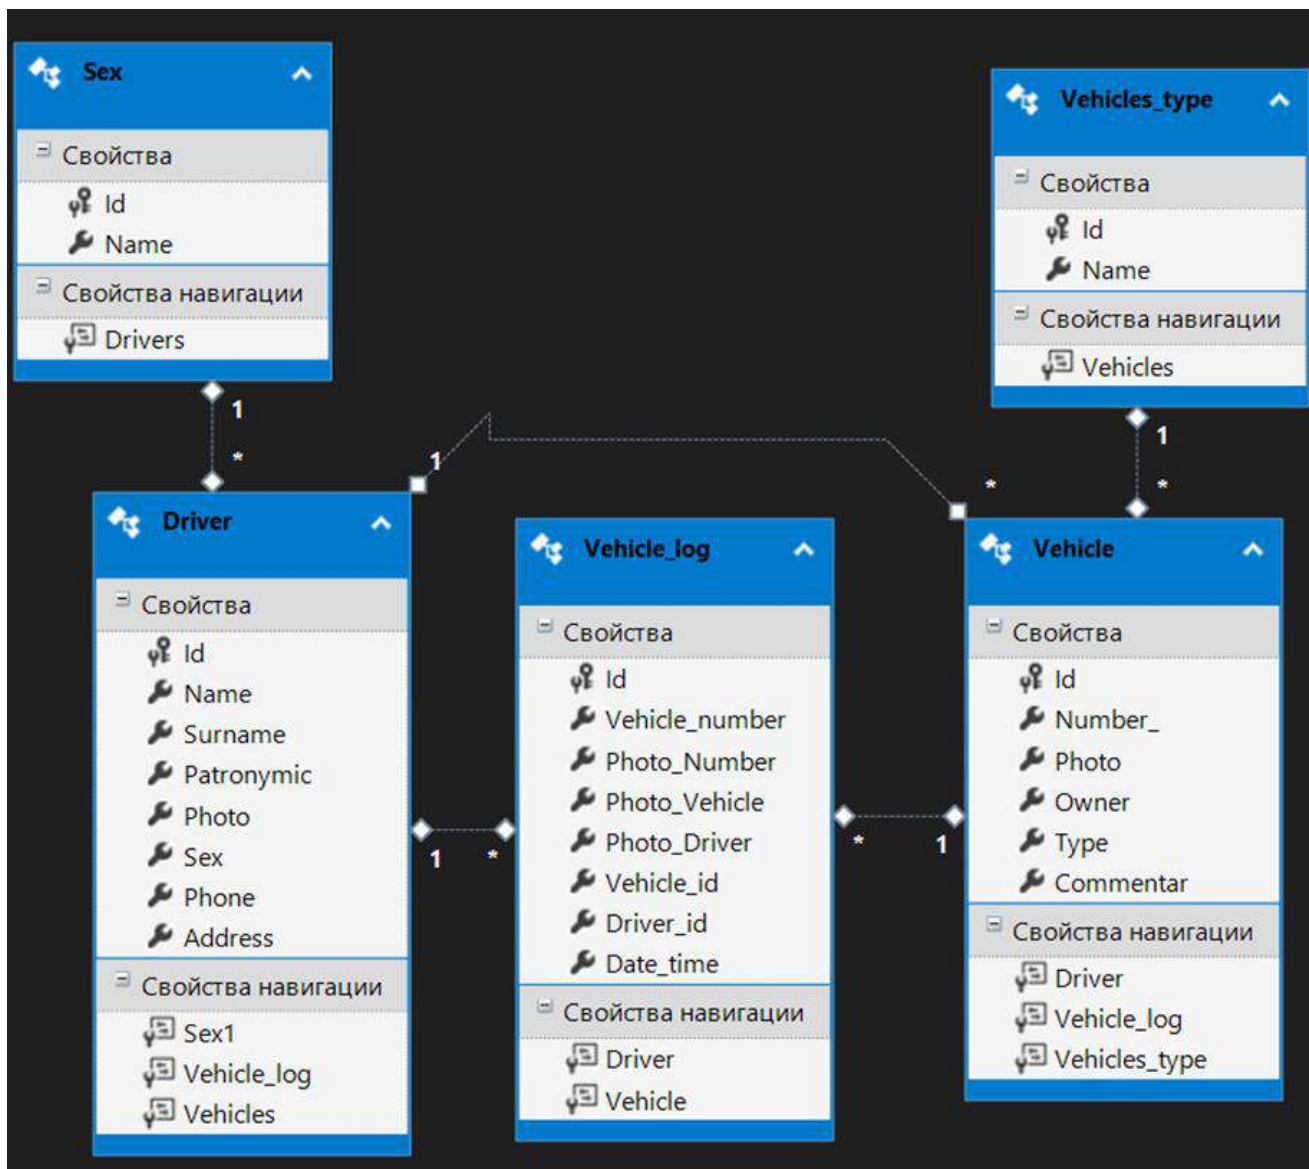 Sex
Свойства
Id
Name
Свойства навигации
Drivers
1
*
Vehicles_type
Свойства
Id
Name
Свойства навигации
Vehicles
1
*
1
*
Driver
Свойства
Id
Name
Surname
Patronymic
Photo
Sex
Phone
Address
Свойства навигации
Sex1
Vehicle_log
Vehicles
1
*
Vehicle_log
Свойства
Id
Vehicle_number
Photo_Number
Photo_Vehicle
Photo_Driver
Vehicle_id
Driver_id
Date_time
Свойства навигации
Driver
Vehicle
*
1
Vehicle
Свойства
Id
Number_
Photo
Owner
Type
Commentar
Свойства навигации
Driver
Vehicle_log
Vehicles_type